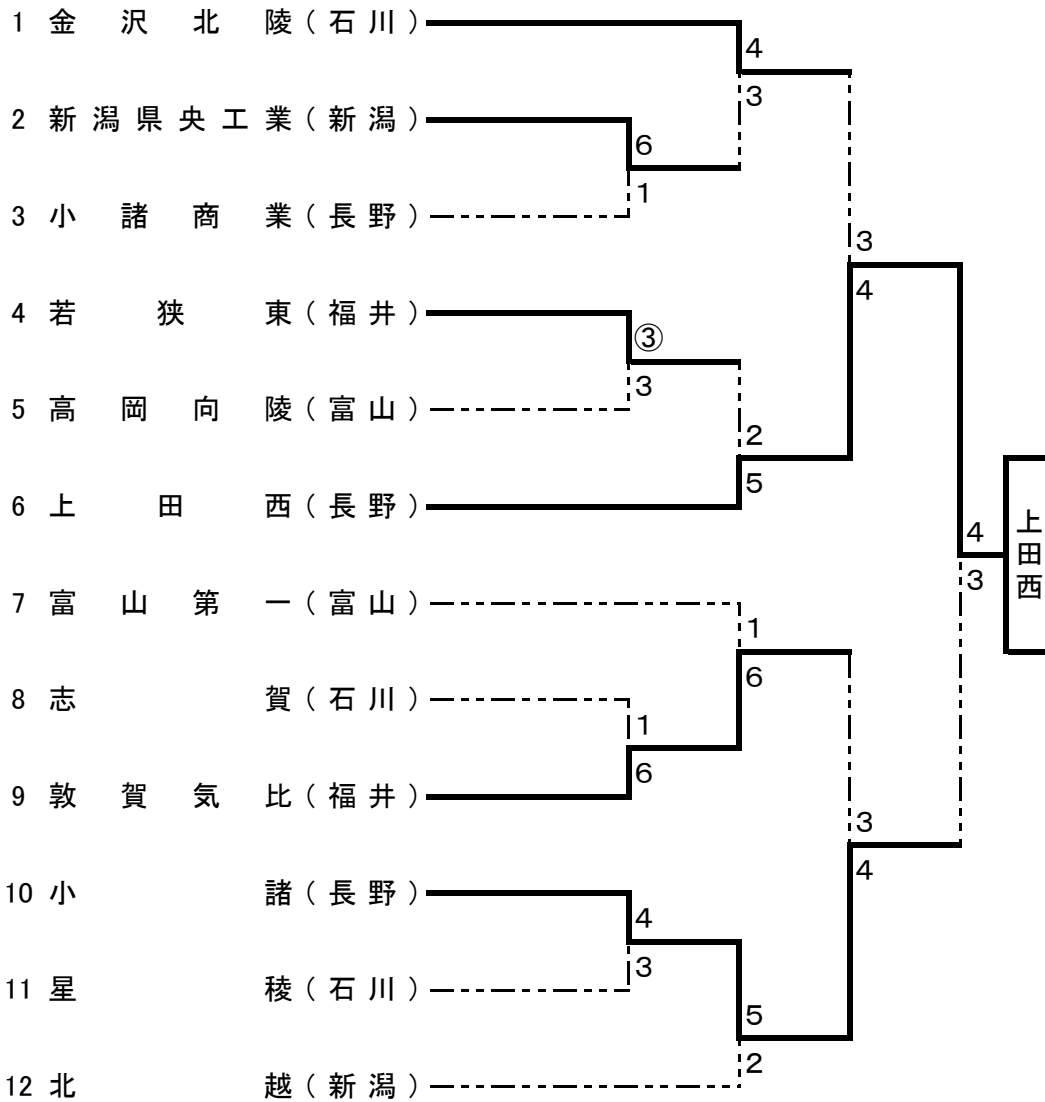 1 金沢北陵(石川)
4
3
2 新潟県央工業(新潟)
6
1
3 小諸商業(長野)
3
4
4 若狭東(福井)
③
3
5 高岡向陵(富山)
2
5
6 上田西(長野)
4
3
上田西
7 富山第一(富山)
1
6
8 志賀(石川)
1
6
9 敦賀気比(福井)
3
4
10 小諸(長野)
4
3
11 星稜(石川)
5
2
12 北越(新潟)